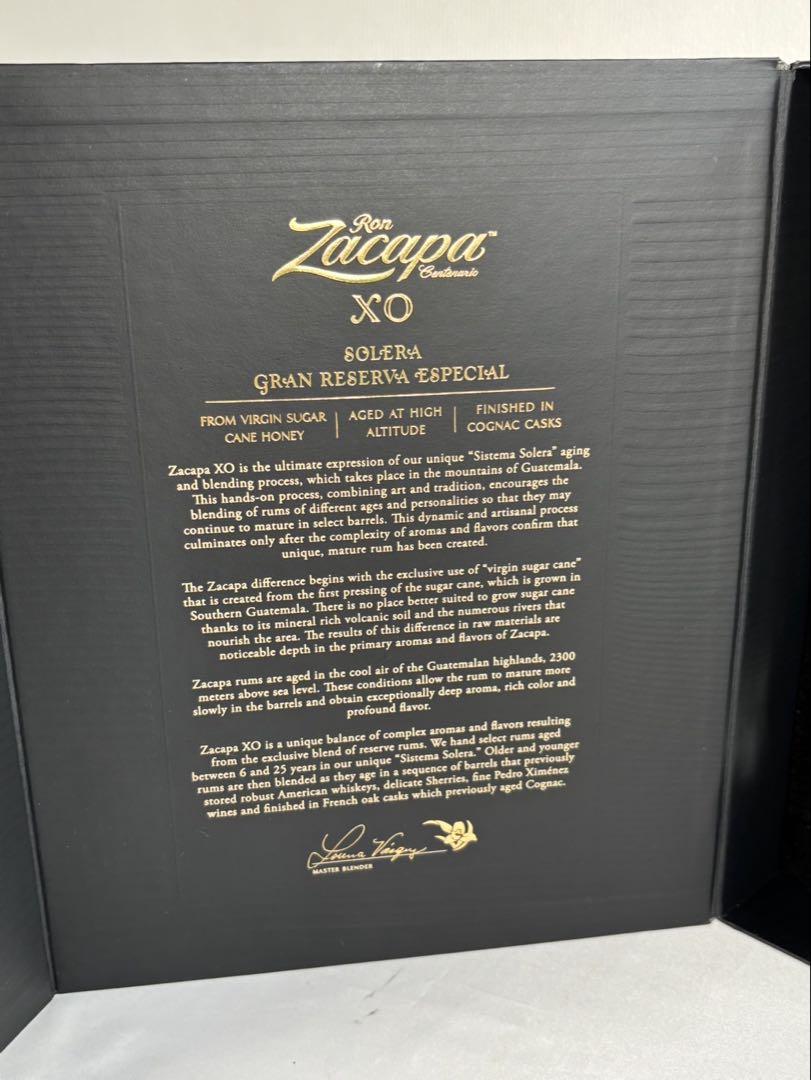 Ron
Zacapa™
Centenario
XO
SOLERA
GRAN RESERVA ESPECIAL
FROM VIRGIN SUGAR
CANE HONEY
AGED AT HIGH
ALTITUDE
FINISHED IN
COGNAC CASKS
Zacapa XO is the ultimate expression of our unique "Sistema Solera" aging
and blending process, which takes place in the mountains of Guatemala.
This hands-on process, combining art and tradition, encourages the
blending of rums of different ages and personalities so that they may
continue to mature in select barrels. This dynamic and artisanal process
culminates only after the complexity of aromas and flavors confirm that
unique, mature rum has been created.
The Zacapa difference begins with the exclusive use of "virgin sugar cane"
that is created from the first pressing of the sugar cane, which is grown in
Southern Guatemala. There is no place better suited to grow sugar cane
thanks to its mineral rich volcanic soil and the numerous rivers that
nourish the area. The results of this difference in raw materials are
noticeable depth in the primary aromas and flavors of Zacapa.
Zacapa rums are aged in the cool air of the Guatemalan highlands, 2300
meters above sea level. These conditions allow the rum to mature more
slowly in the barrels and obtain exceptionally deep aroma, rich color and
profound flavor.
Zacapa XO is a unique balance of complex aromas and flavors resulting
from the exclusive blend of reserve rums. We hand select rums aged
between 6 and 25 years in our unique "Sistema Solera." Older and younger
rums are then blended as they age in a sequence of barrels that previously
stored robust American whiskeys, delicate Sherries, fine Pedro Ximénez
wines and finished in French oak casks which previously aged Cognac.
Lorena Vásquez
MASTER BLENDER